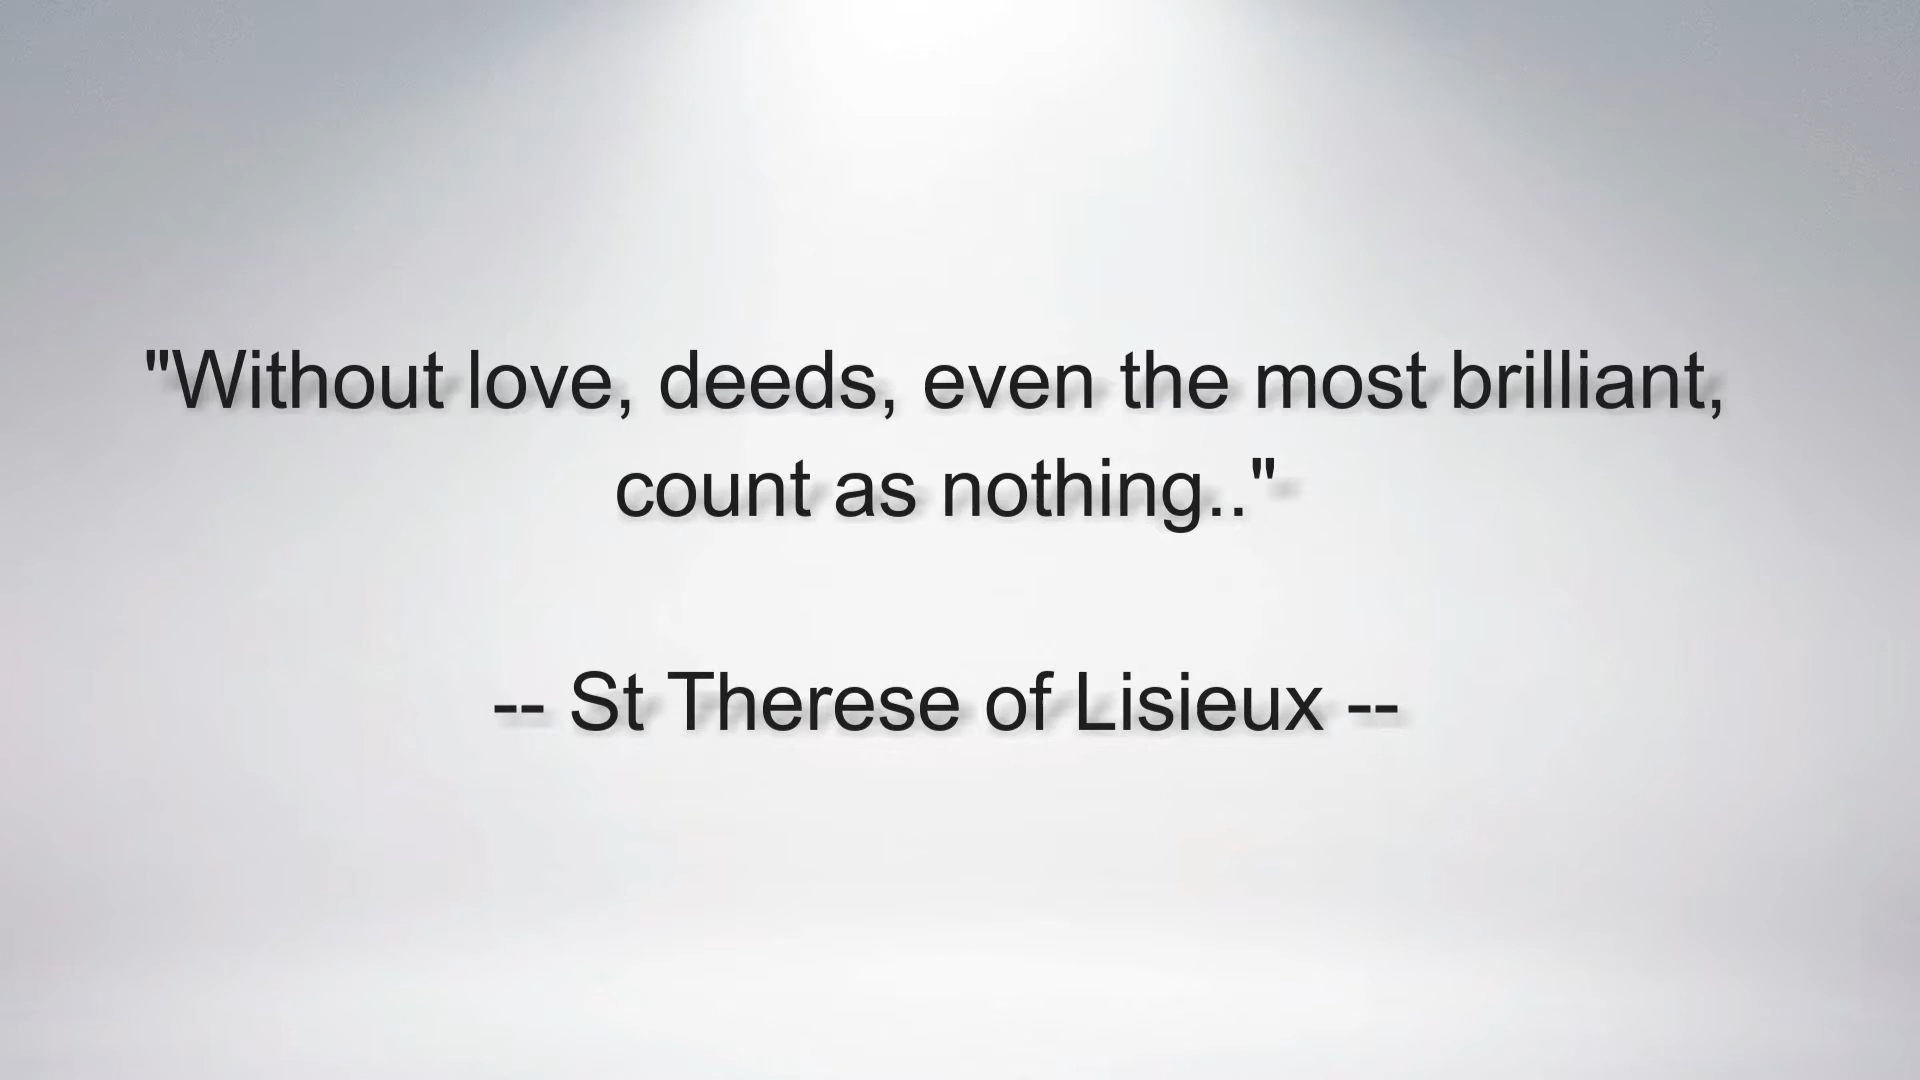 "Without love, deeds, even the most brilliant,
count as nothing.."
-- St Therese of Lisieux --